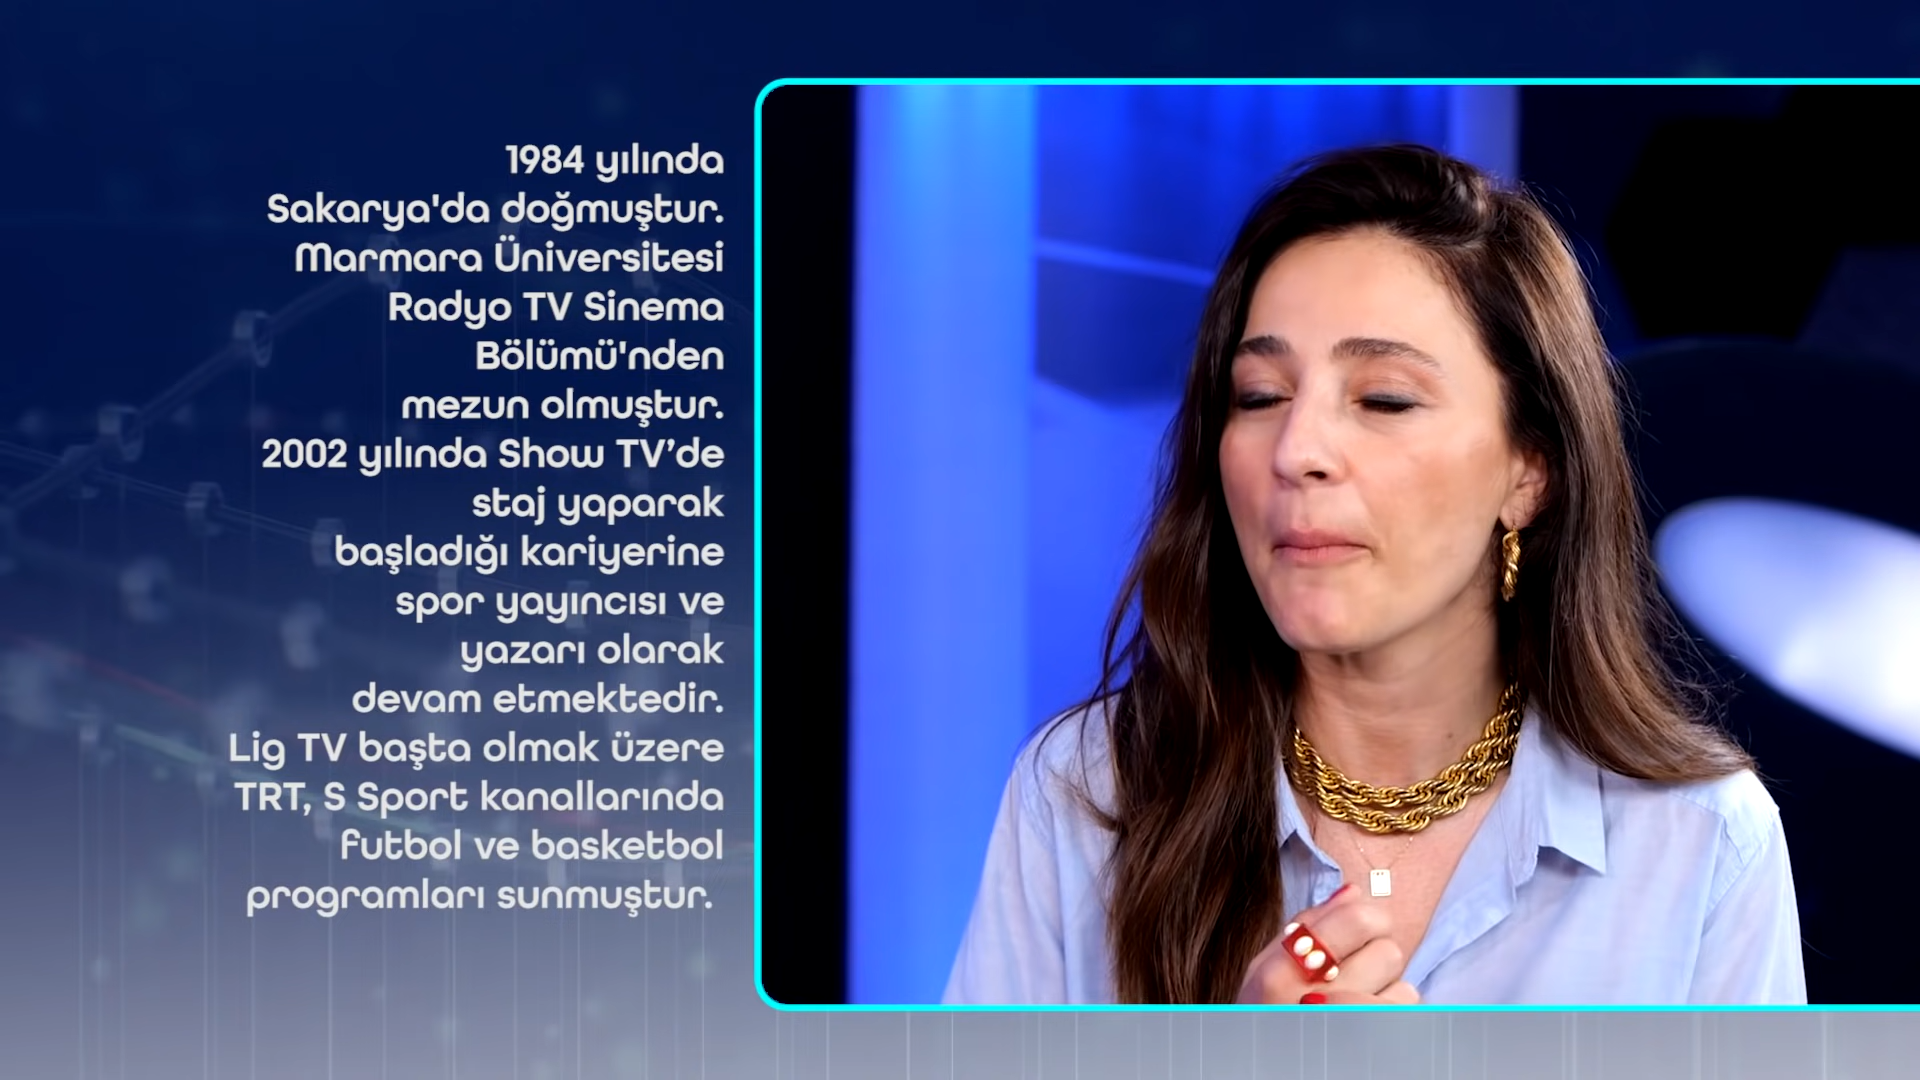 1984 yılında
Sakarya'da doğmuştur.
Marmara Üniversitesi
Radyo TV Sinema
Bölümü'nden
mezun olmuştur.
2002 yılında Show TV’de
staj yaparak
başladığı kariyerine
spor yayıncısı ve
yazarı olarak
devam etmektedir.
Lig TV başta olmak üzere
TRT, S Sport kanallarında
futbol ve basketbol
programları sunmuştur.